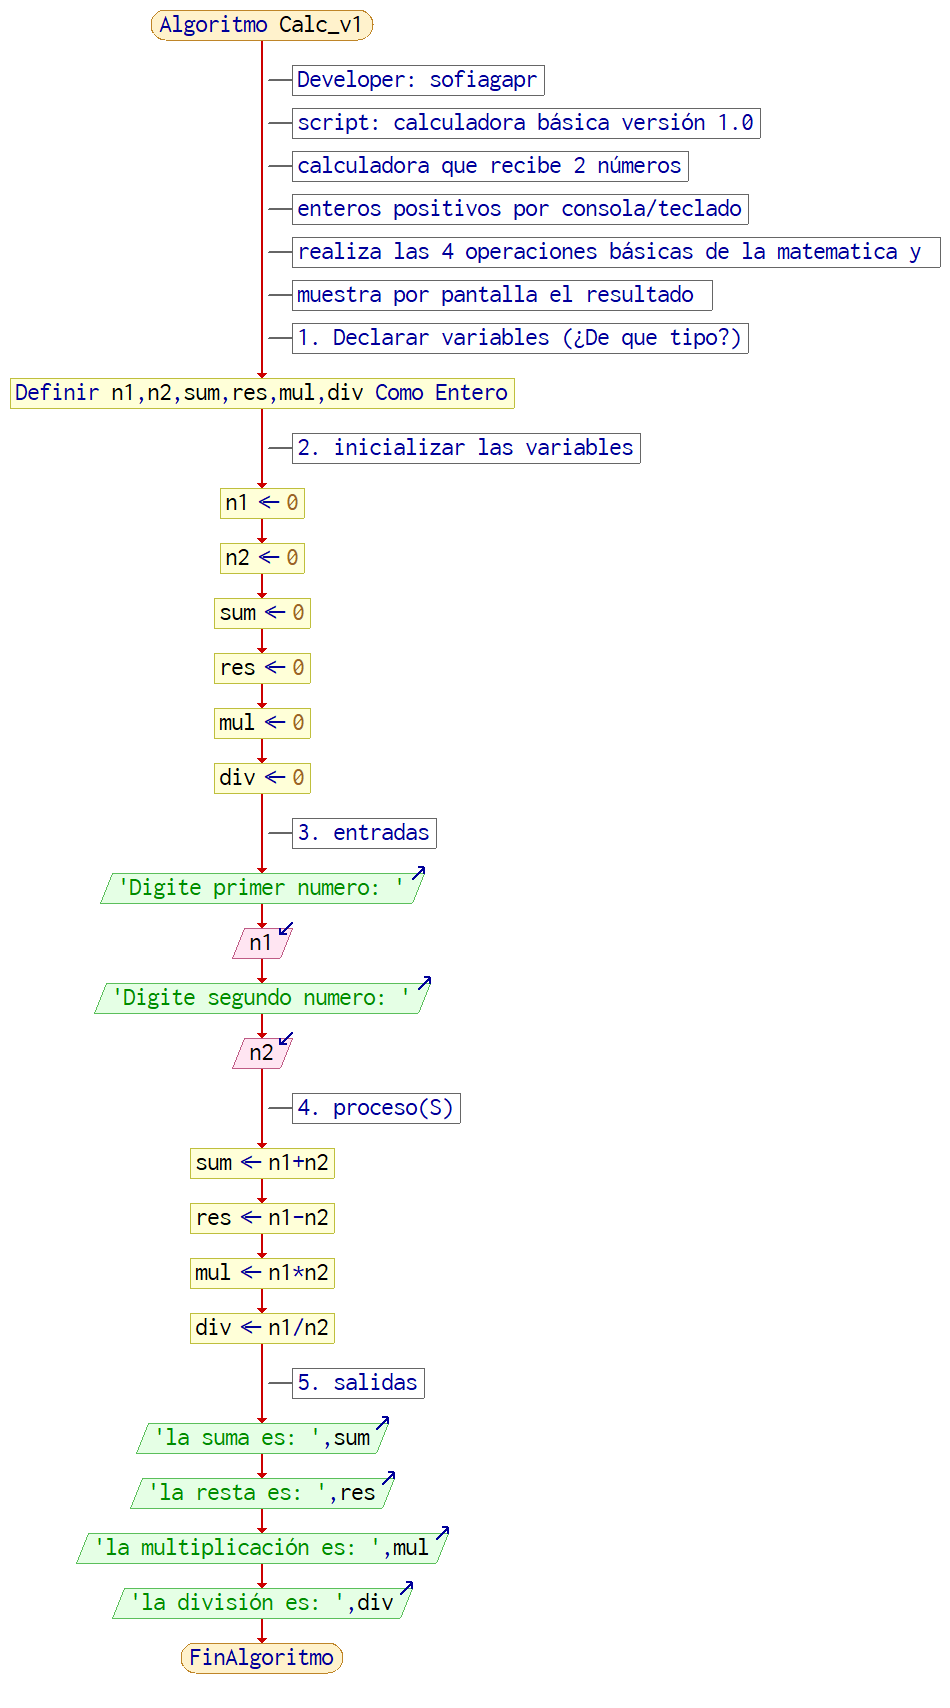 Algoritmo Calc_v1
Developer: sofiagapr
script: calculadora básica versión 1.0
calculadora que recibe 2 números
enteros positivos por consola/teclado
realiza las 4 operaciones básicas de la matematica y
muestra por pantalla el resultado
1. Declarar variables (¿De que tipo?)
Definir n1,n2,sum,res,mul,div Como Entero
2. inicializar las variables
n1 ← 0
n2 ← 0
sum ← 0
res ← 0
mul ← 0
div ← 0
3. entradas
'Digite primer numero: '
n1
'Digite segundo numero: '
n2
4. proceso(S)
sum ← n1+n2
res ← n1-n2
mul ← n1*n2
div ← n1/n2
5. salidas
'la suma es: ',sum
'la resta es: ',res
'la multiplicación es: ',mul
'la división es: ',div
FinAlgoritmo